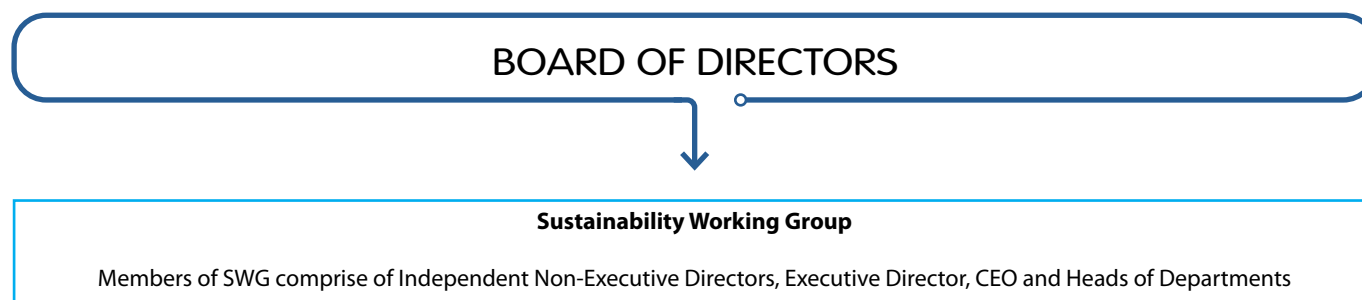 BOARD OF DIRECTORS
Sustainability Working Group
Members of SWG comprise of Independent Non-Executive Directors, Executive Director, CEO and Heads of Departments